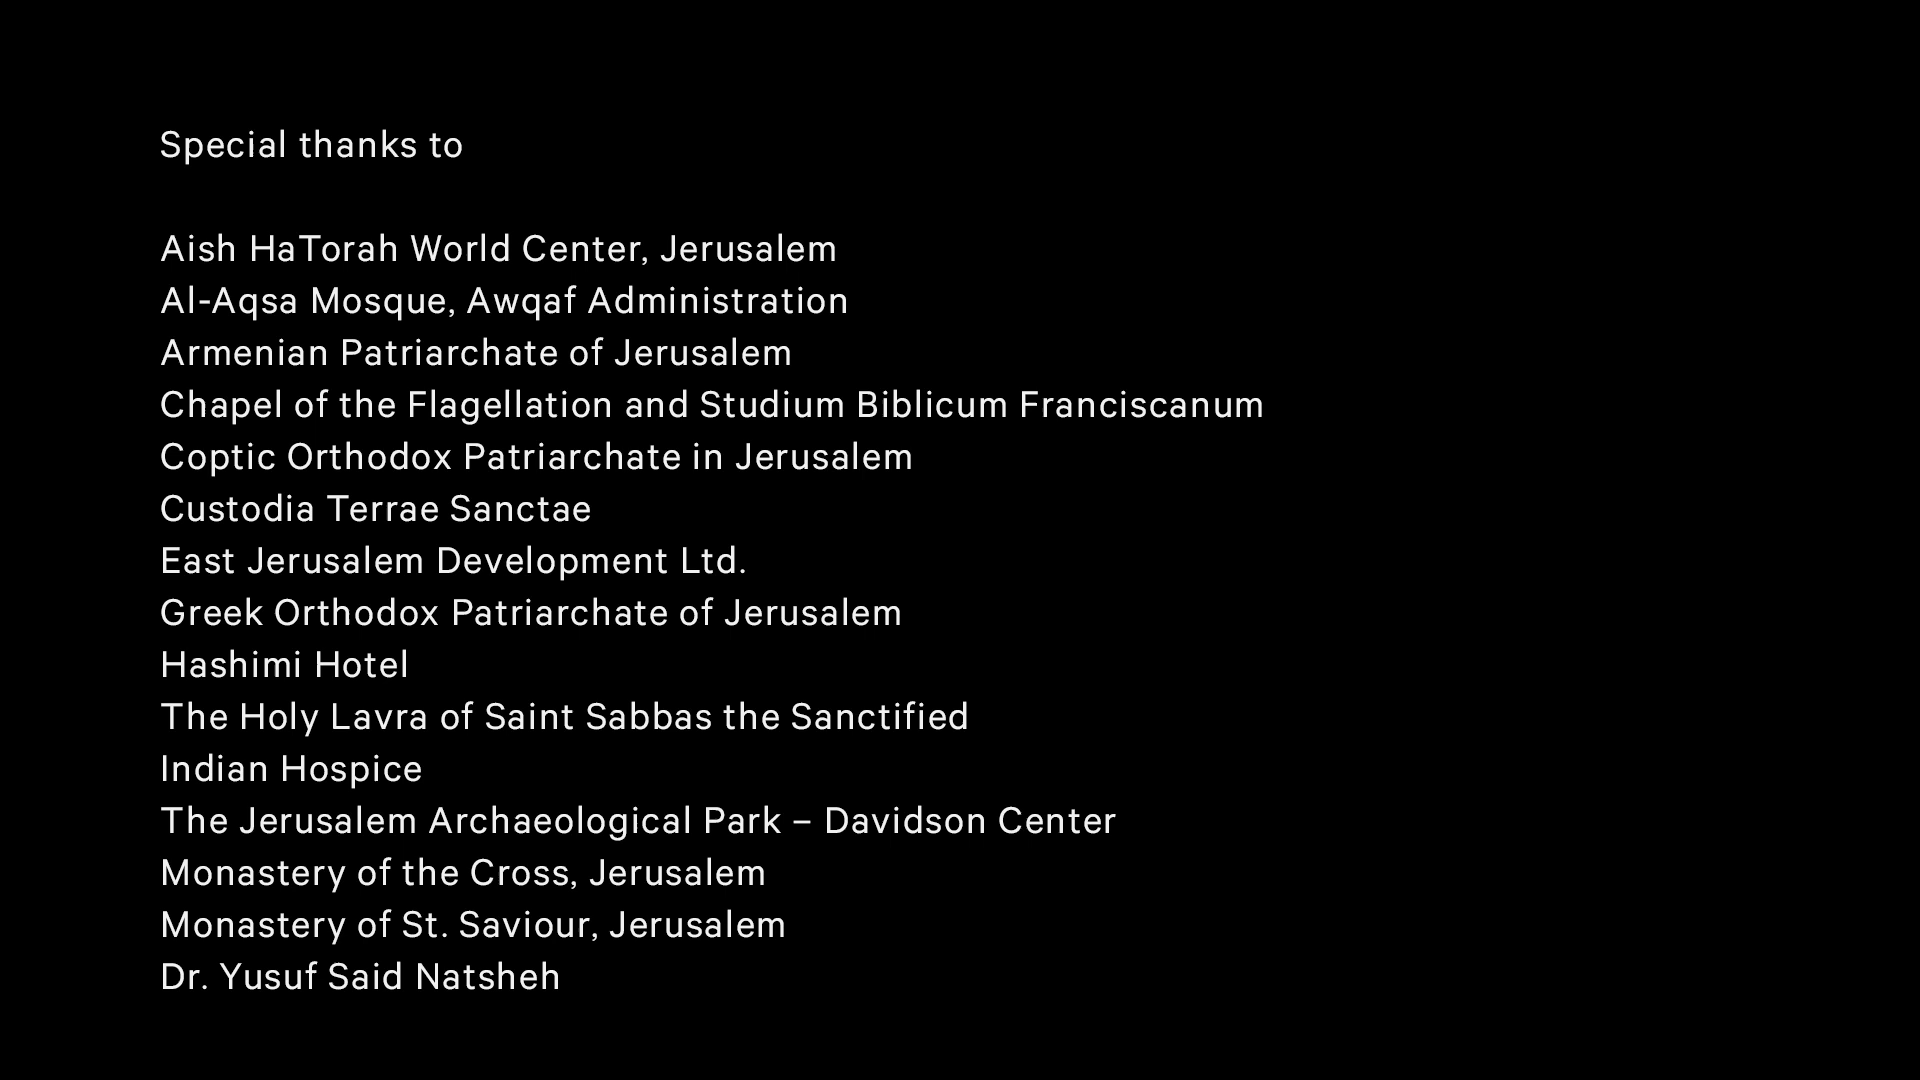 Special thanks to
Aish HaTorah World Center, Jerusalem
Al-Aqsa Mosque, Awqaf Administration
Armenian Patriarchate of Jerusalem
Chapel of the Flagellation and Studium Biblicum Franciscanum
Coptic Orthodox Patriarchate in Jerusalem
Custodia Terrae Sanctae
East Jerusalem Development Ltd.
Greek Orthodox Patriarchate of Jerusalem
Hashimi Hotel
The Holy Lavra of Saint Sabbas the Sanctified
Indian Hospice
The Jerusalem Archaeological Park – Davidson Center
Monastery of the Cross, Jerusalem
Monastery of St. Saviour, Jerusalem
Dr. Yusuf Said Natsheh